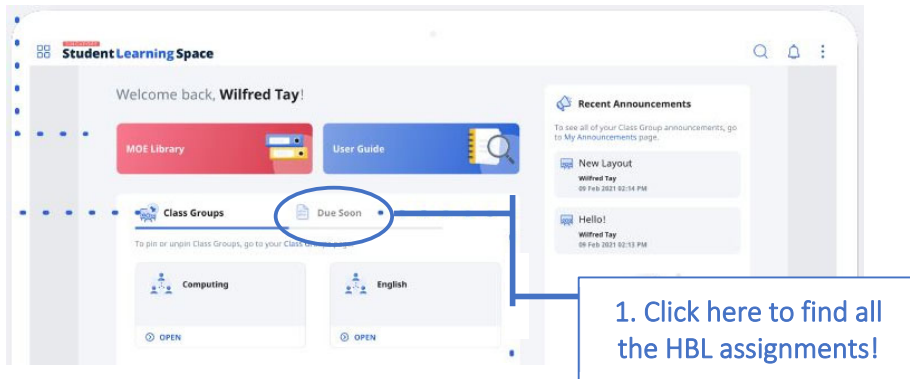 Student Learning Space
Welcome back, Wilfred Tay!
MOE Library
User Guide
Class Groups
Due Soon
To pin or unpin Class Groups, go to your Class Groups page.
Computing
English
OPEN
OPEN
Recent Announcements
To see all of your Class Group announcements, go
to My Announcements page.
New Layout
Wilfred Tay
09 Feb 2021 02:14 PM
Hello!
Wilfred Tay
09 Feb 2021 02:13 PM
1. Click here to find all
the HBL assignments!